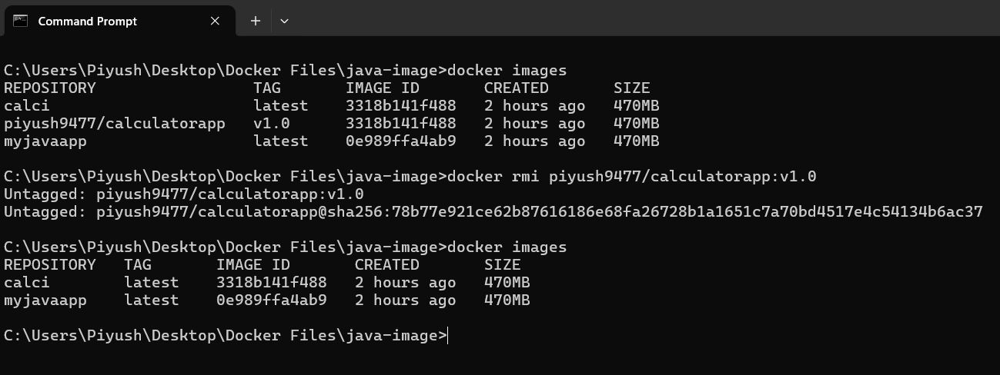 Command Prompt
C:\Users\Piyush\Desktop\Docker Files\java-image>docker images
REPOSITORY                 TAG       IMAGE ID       CREATED       SIZE
calci                      latest    3318b141f488   2 hours ago   470MB
piyush9477/calculatorapp   v1.0      3318b141f488   2 hours ago   470MB
myjavaapp                  latest    0e989ffa4ab9   2 hours ago   470MB
C:\Users\Piyush\Desktop\Docker Files\java-image>docker rmi piyush9477/calculatorapp:v1.0
Untagged: piyush9477/calculatorapp:v1.0
Untagged: piyush9477/calculatorapp@sha256:78b77e921ce62b87616186e68fa26728b1a1651c7a70bd4517e4c54134b6ac37
C:\Users\Piyush\Desktop\Docker Files\java-image>docker images
REPOSITORY   TAG       IMAGE ID       CREATED       SIZE
calci        latest    3318b141f488   2 hours ago   470MB
myjavaapp    latest    0e989ffa4ab9   2 hours ago   470MB
C:\Users\Piyush\Desktop\Docker Files\java-image>